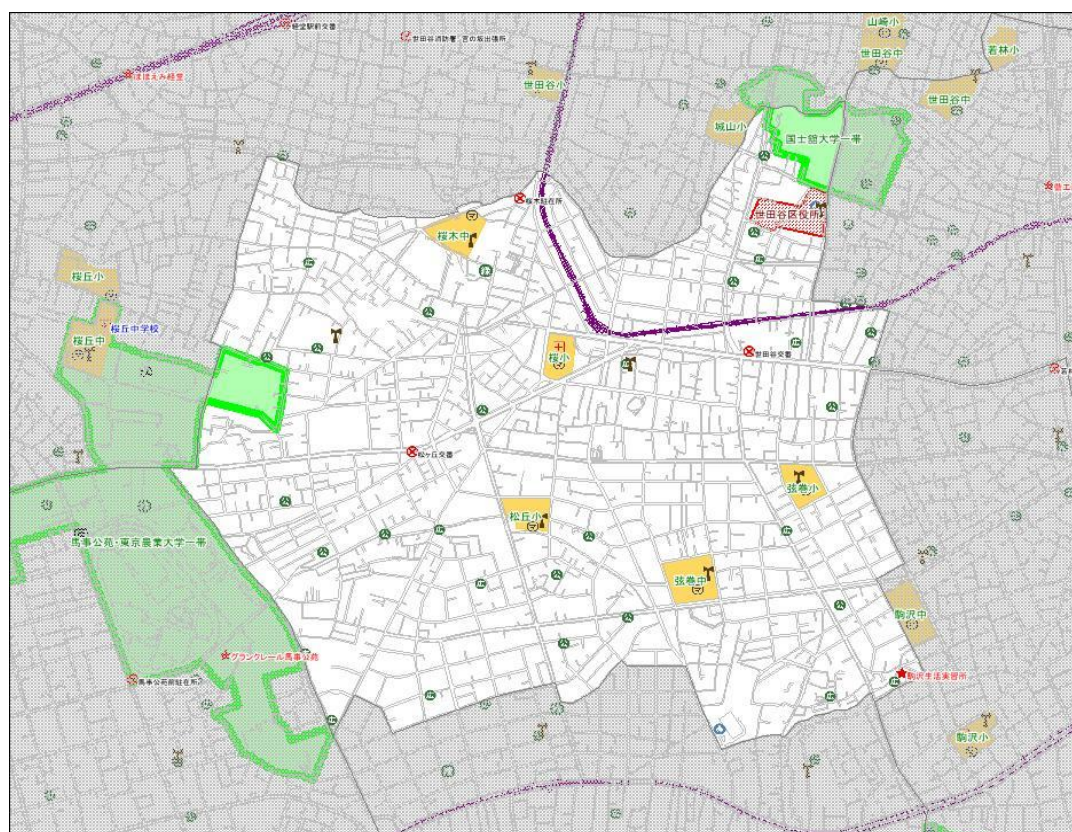 経堂駅前交番
世田谷消防署 宮の坂出張所
山崎小
世田谷中
若林小
ほほえみ経堂
世田谷小
世田谷中
城山小
国士舘大学一帯
桜木駐在所
世田谷区役所
桜木中
桜丘小
桜丘中学校
桜丘中
桜小
世田谷交番
松ヶ丘交番
弦巻小
松丘小
馬事公苑・東京農業大学一帯
弦巻中
駒沢中
グランクレール馬事公苑
馬事公苑前駐在所
駒沢生活実習所
駒沢小